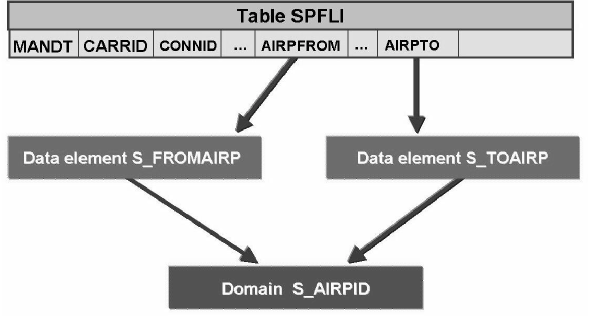 Table SPFLI
MANDT CARRID CONNID ... AIRPFROM ... AIRPTO
Data element S_FROMAIRP Data element S_TOAIRP
Domain S_AIRPID